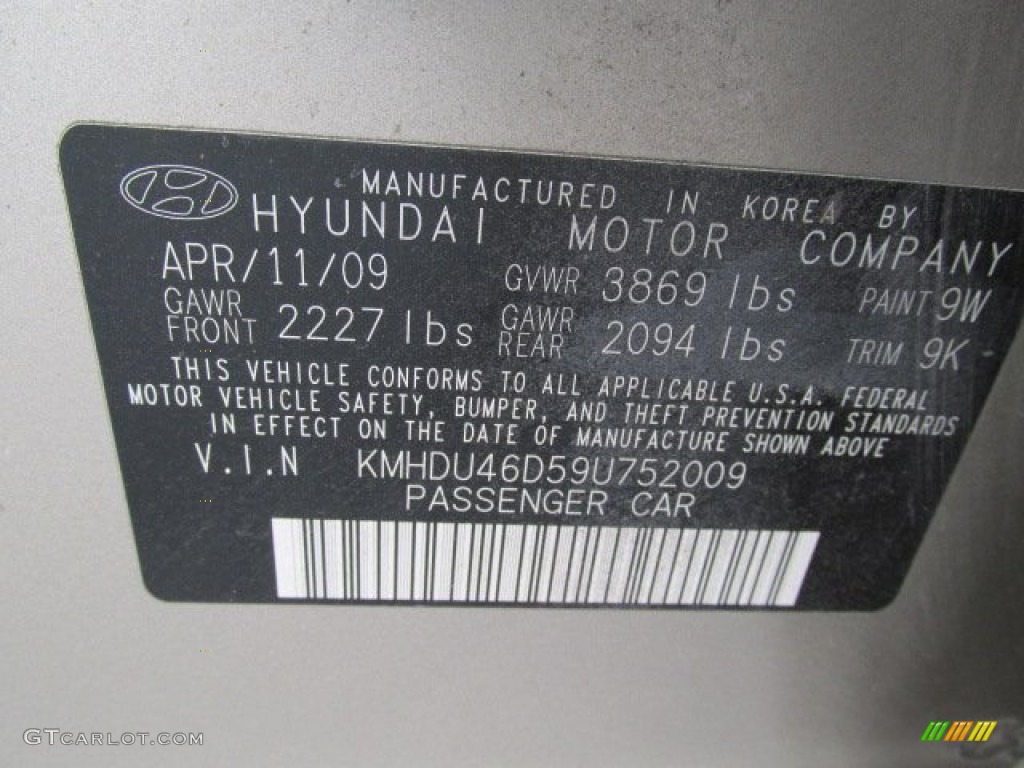 MANUFACTURED IN KOREA BY
HYUNDAI MOTOR COMPANY
APR/11/09 GVWR 3869 lbs PAINT 9W
GAWR FRONT 2227 lbs GAWR REAR 2094 lbs TRIM 9K -
THIS VEHICLE CONFORMS TO ALL APPLICABLE U.S.A. FEDERAL
MOTOR VEHICLE SAFETY, BUMPER, AND THEFT PREVENTION STANDARDS
IN EFFECT ON THE DATE OF MANUFACTURE SHOWN ABOVE
V.I.N KMHDU46D59U752009
PASSENGER CAR
GTCARLOT.COM